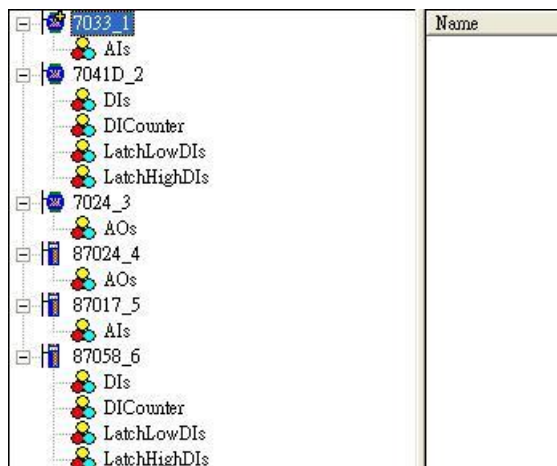 7033_1
Name
AIs
7041D_2
DIs
DICounter
LatchLowDIs
LatchHighDIs
7024_3
AOs
87024_4
AOs
87017_5
AIs
87058_6
DIs
DICounter
LatchLowDIs
LatchHighDIs